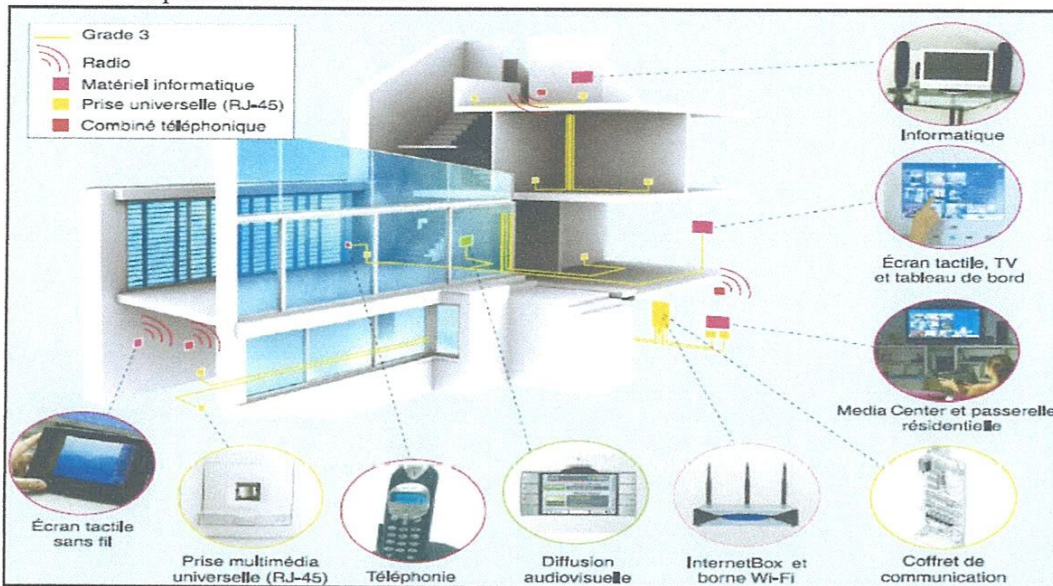 Grade 3
Radio
Matériel informatique
Prise universelle (RJ-45)
Combiné téléphonique
Informatique
Écran tactile, TV
et tableau de bord
Media Center et passerelle
résidentielle
Écran tactile
sans fil
Prise multimédia
universelle (RJ-45)
Téléphonie
Diffusion
audiovisuelle
InternetBox et
borne Wi-Fi
Coffret de
communication